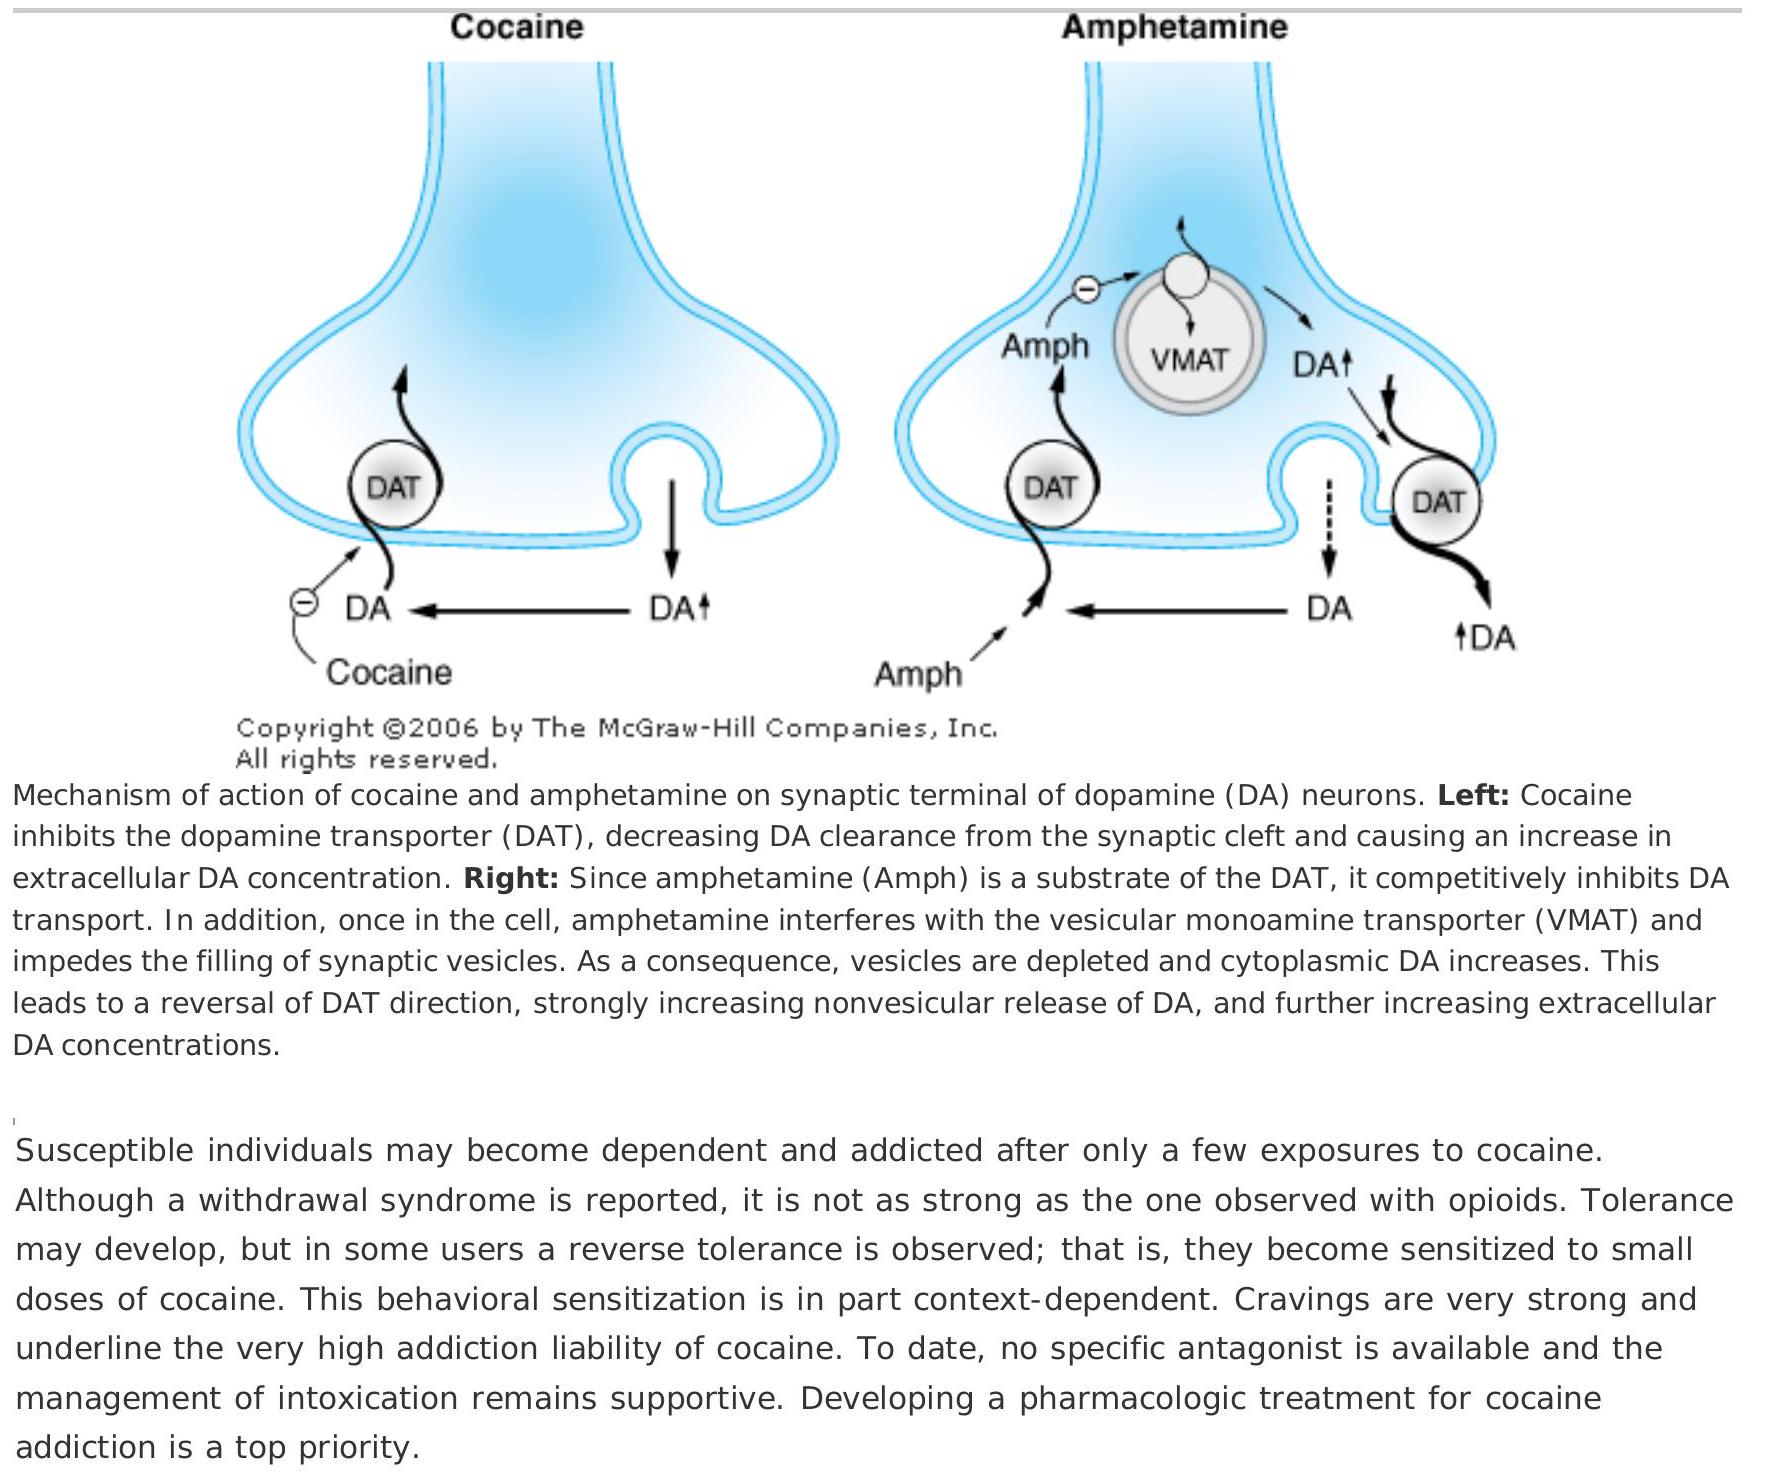 Cocaine
Amphetamine
DAT
DA
DA↑
Cocaine
Amph
VMAT
DA↑
DAT
DAT
Amph
DA
↑DA
Copyright ©2006 by The McGraw-Hill Companies, Inc.
All rights reserved.
Mechanism of action of cocaine and amphetamine on synaptic terminal of dopamine (DA) neurons. Left: Cocaine
inhibits the dopamine transporter (DAT), decreasing DA clearance from the synaptic cleft and causing an increase in
extracellular DA concentration. Right: Since amphetamine (Amph) is a substrate of the DAT, it competitively inhibits DA
transport. In addition, once in the cell, amphetamine interferes with the vesicular monoamine transporter (VMAT) and
impedes the filling of synaptic vesicles. As a consequence, vesicles are depleted and cytoplasmic DA increases. This
leads to a reversal of DAT direction, strongly increasing nonvesicular release of DA, and further increasing extracellular
DA concentrations.
Susceptible individuals may become dependent and addicted after only a few exposures to cocaine.
Although a withdrawal syndrome is reported, it is not as strong as the one observed with opioids. Tolerance
may develop, but in some users a reverse tolerance is observed; that is, they become sensitized to small
doses of cocaine. This behavioral sensitization is in part context-dependent. Cravings are very strong and
underline the very high addiction liability of cocaine. To date, no specific antagonist is available and the
management of intoxication remains supportive. Developing a pharmacologic treatment for cocaine
addiction is a top priority.